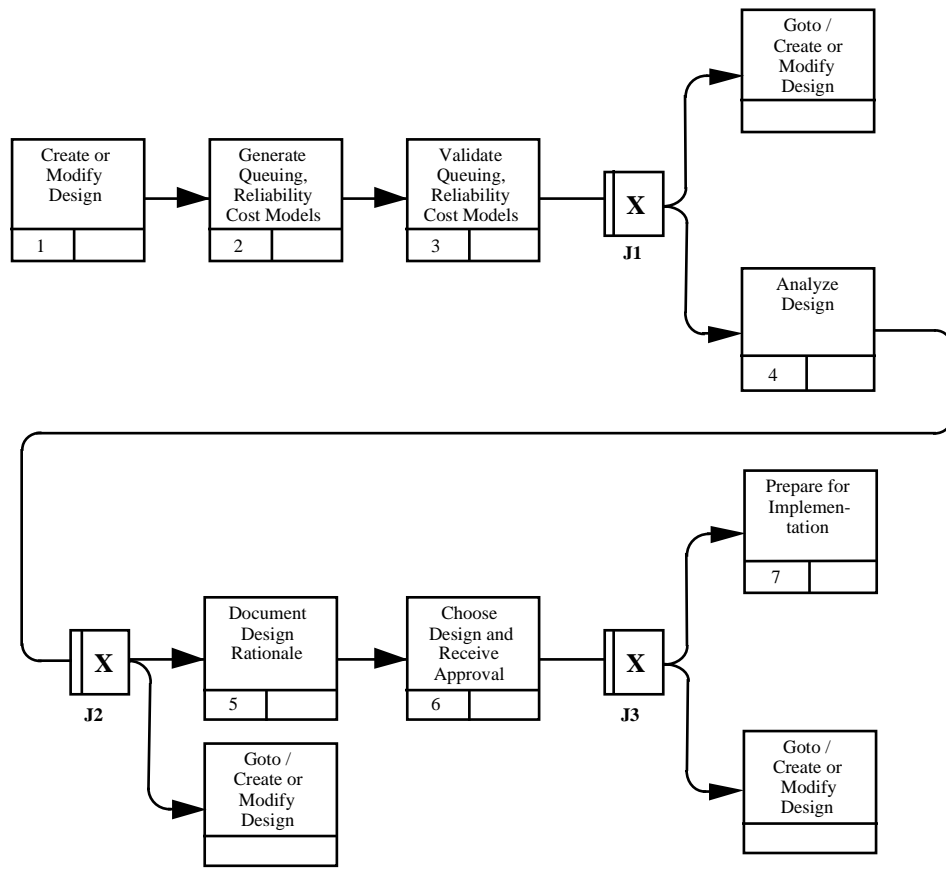 Goto /
Create or
Modify
Design
Create or
Modify
Design
1
Generate
Queuing,
Reliability
Cost Models
2
Validate
Queuing,
Reliability
Cost Models
3
X
J1
Analyze
Design
4
Prepare for
Implemen-
tation
7
X
J2
Document
Design
Rationale
5
Choose
Design and
Receive
Approval
6
X
J3
Goto /
Create or
Modify
Design
Goto /
Create or
Modify
Design